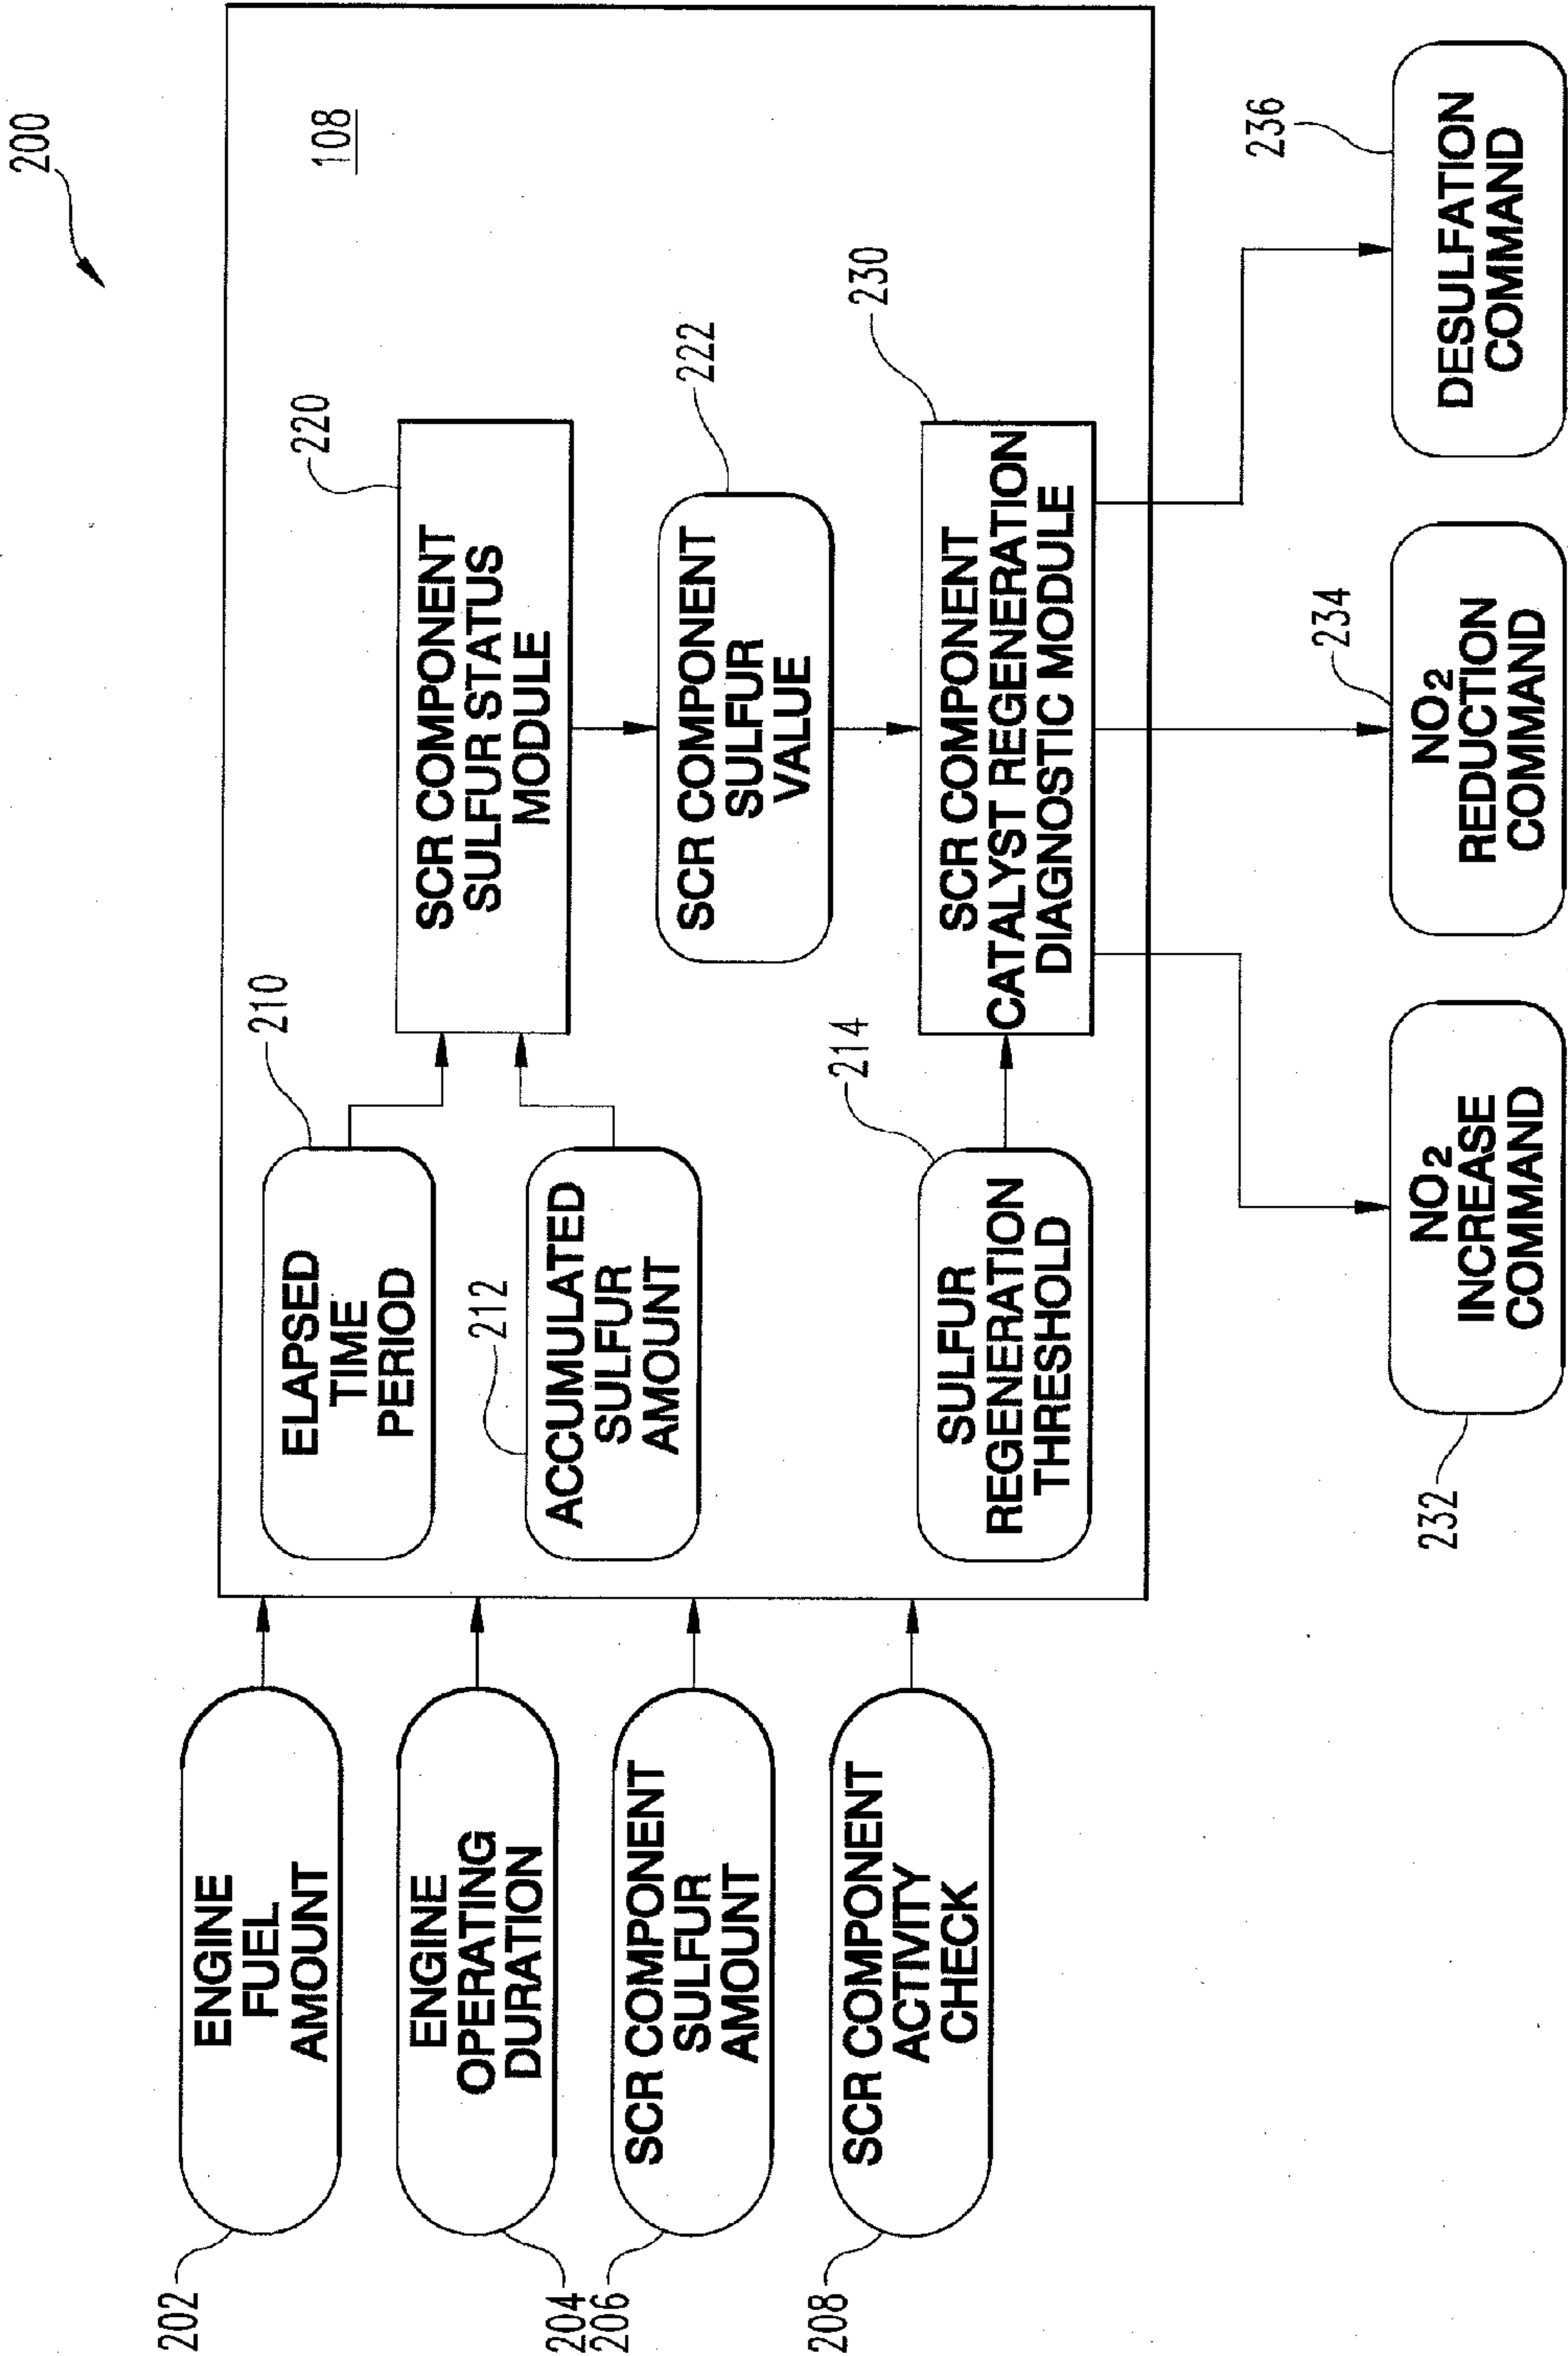 200
108
202
ENGINE
FUEL
AMOUNT
204
ENGINE
OPERATING
DURATION
206
SCR COMPONENT
SULFUR
AMOUNT
208
SCR COMPONENT
ACTIVITY
CHECK
210
ELAPSED
TIME
PERIOD
212
ACCUMULATED
SULFUR
AMOUNT
214
SULFUR
REGENERATION
THRESHOLD
220
SCR COMPONENT
SULFUR STATUS
MODULE
222
SCR COMPONENT
SULFUR
VALUE
230
SCR COMPONENT
CATALYST REGENERATION
DIAGNOSTIC MODULE
232
NO2
INCREASE
COMMAND
234
NO2
REDUCTION
COMMAND
236
DESULFATION
COMMAND